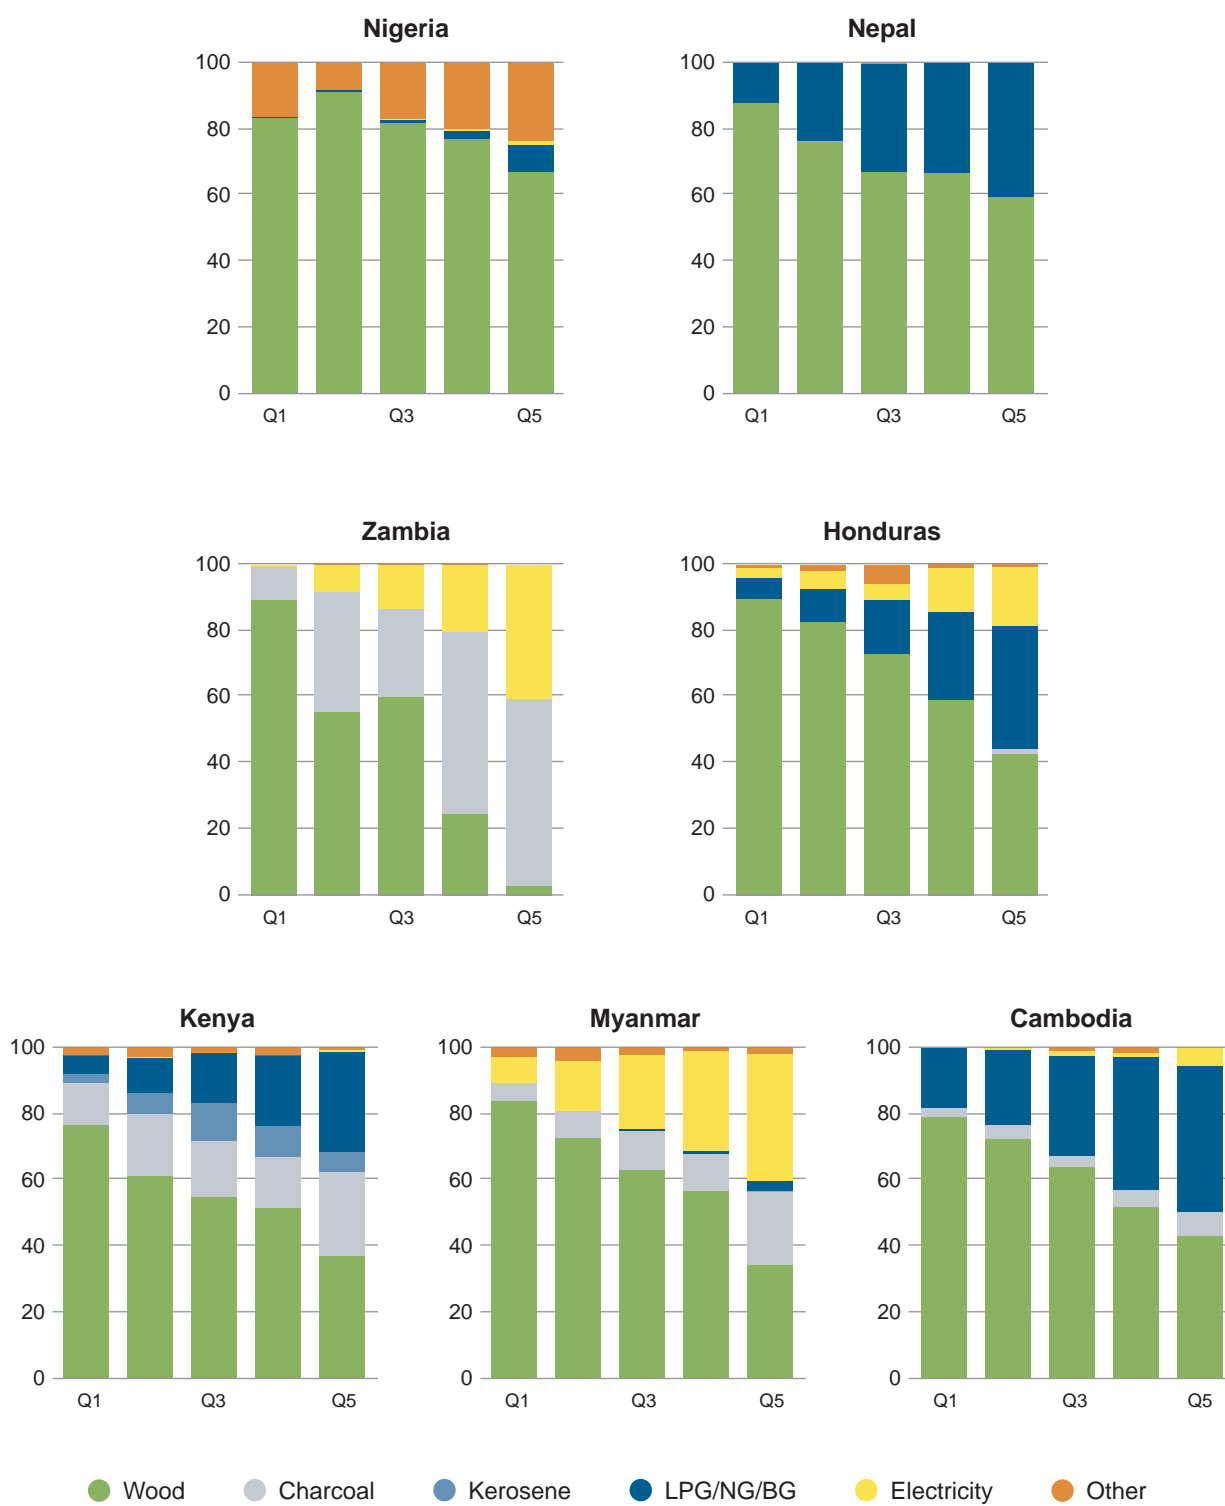 Nigeria
100
80
60
40
20
0
Q1 Q3 Q5
Nepal
100
80
60
40
20
0
Q1 Q3 Q5
Zambia
100
80
60
40
20
0
Q1 Q3 Q5
Honduras
100
80
60
40
20
0
Q1 Q3 Q5
Kenya
100
80
60
40
20
0
Q1 Q3 Q5
Myanmar
100
80
60
40
20
0
Q1 Q3 Q5
Cambodia
100
80
60
40
20
0
Q1 Q3 Q5
Wood Charcoal Kerosene LPG/NG/BG Electricity Other